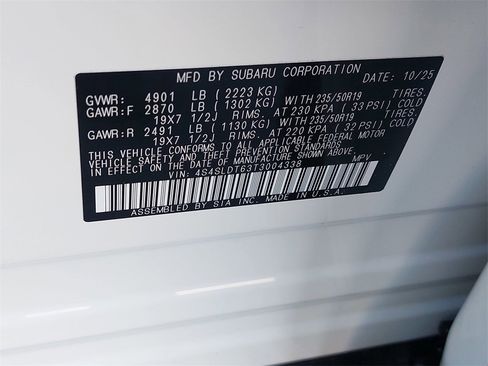 MFD BY SUBARU CORPORATION DATE: 10/25
GVWR: 4901 LB ( 2223 KG)
GAWR:F 2870 LB ( 1302 KG) WITH 235/50R19 TIRES.
19X7 1/2J RIMS. AT 230 KPA ( 33 PSI) COLD
GAWR:R 2491 LB ( 1130 KG) WITH 235/50R19 TIRES.
19X7 1/2J RIMS. AT 220 KPA ( 32 PSI) COLD
THIS VEHICLE CONFORMS TO ALL APPLICABLE FEDERAL MOTOR
VEHICLE SAFETY AND BUMPER STANDARDS
IN EFFECT ON THE DATE OF MANUFACTURE SHOWN ABOVE.
VIN: 4S4SLDT63T3004338 MPV
ASSEMBLED BY SIA INC. MADE IN U.S.A.